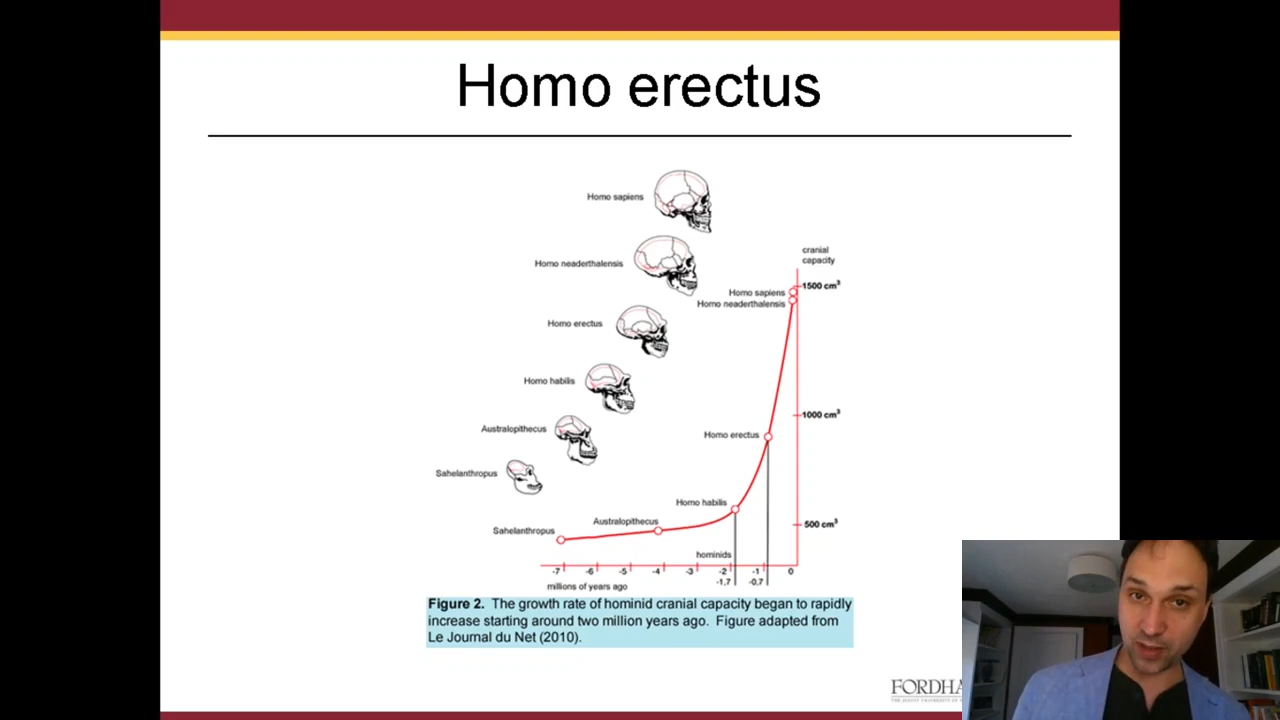 Homo erectus
Homo sapiens
Homo neaderthalensis
Homo erectus
Homo habilis
Australopithecus
Sahelanthropus
cranial
capacity
1500 cm³
Homo sapiens
Homo neaderthalensis
1000 cm³
Homo erectus
Homo habilis
500 cm³
Australopithecus
Sahelanthropus
hominids
-7 -6 -5 -4 -3 -2 -1 0
-1,7 -0,7
millions of years ago
Figure 2. The growth rate of hominid cranial capacity began to rapidly
increase starting around two million years ago. Figure adapted from
Le Journal du Net (2010).
FORDHA